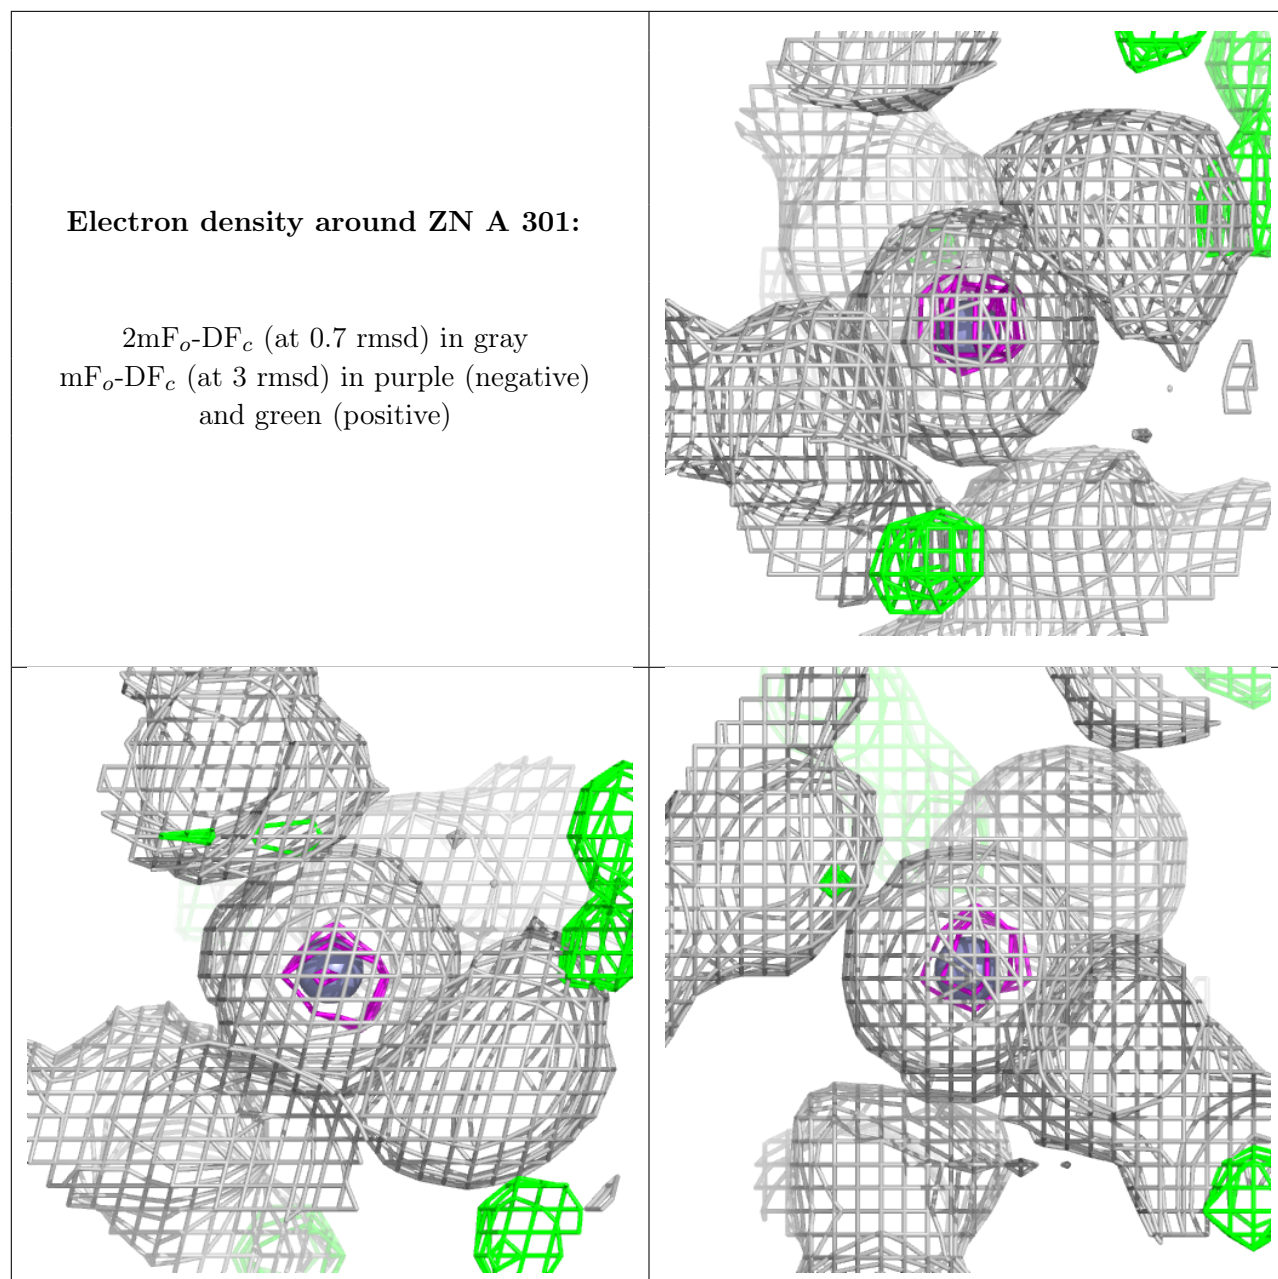 Electron density around ZN A 301:
2mFo-DFc (at 0.7 rmsd) in gray
mFo-DFc (at 3 rmsd) in purple (negative)
and green (positive)